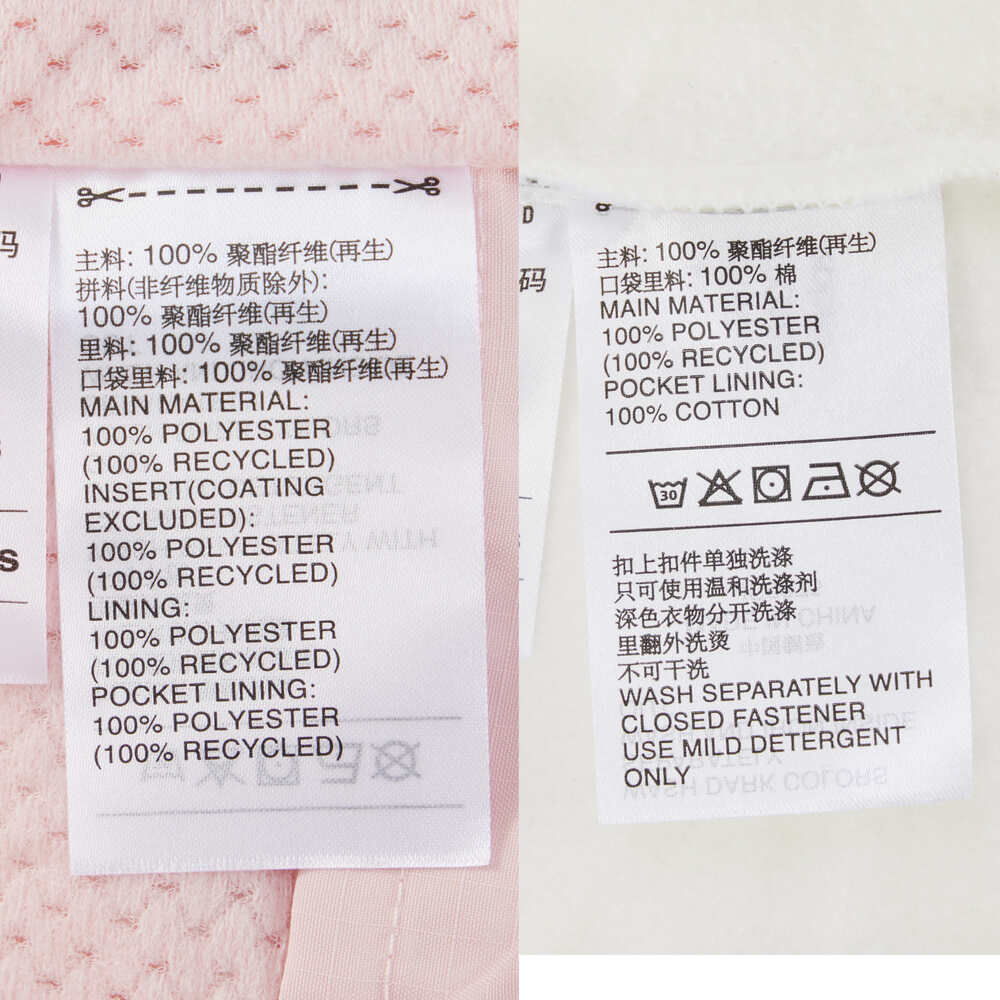 码
s
主料: 100% 聚酯纤维(再生)
拼料(非纤维物质除外):
100% 聚酯纤维(再生)
里料: 100% 聚酯纤维(再生)
口袋里料: 100% 聚酯纤维(再生)
MAIN MATERIAL:
100% POLYESTER
(100% RECYCLED)
INSERT(COATING
EXCLUDED):
100% POLYESTER
(100% RECYCLED)
LINING:
100% POLYESTER
(100% RECYCLED)
POCKET LINING:
100% POLYESTER
(100% RECYCLED)
D
码
主料: 100% 聚酯纤维(再生)
口袋里料: 100% 棉
MAIN MATERIAL:
100% POLYESTER
(100% RECYCLED)
POCKET LINING:
100% COTTON
30
扣上扣件单独洗涤
只可使用温和洗涤剂
深色衣物分开洗涤
里翻外洗烫
不可干洗
WASH SEPARATELY WITH
CLOSED FASTENER
USE MILD DETERGENT
ONLY